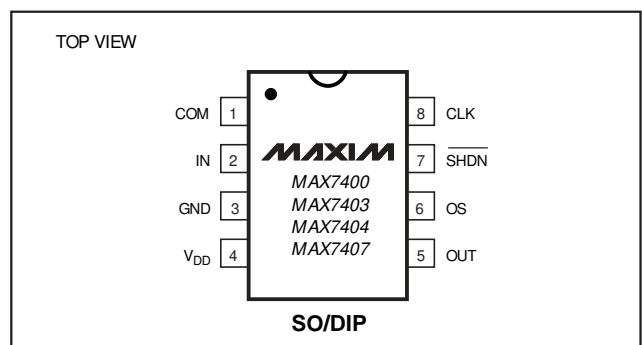 TOP VIEW
COM 1 8 CLK
IN 2 MAXIM 7 SHDN
MAX7400
GND 3 MAX7403 6 OS
MAX7404
VDD 4 MAX7407 5 OUT
SO/DIP